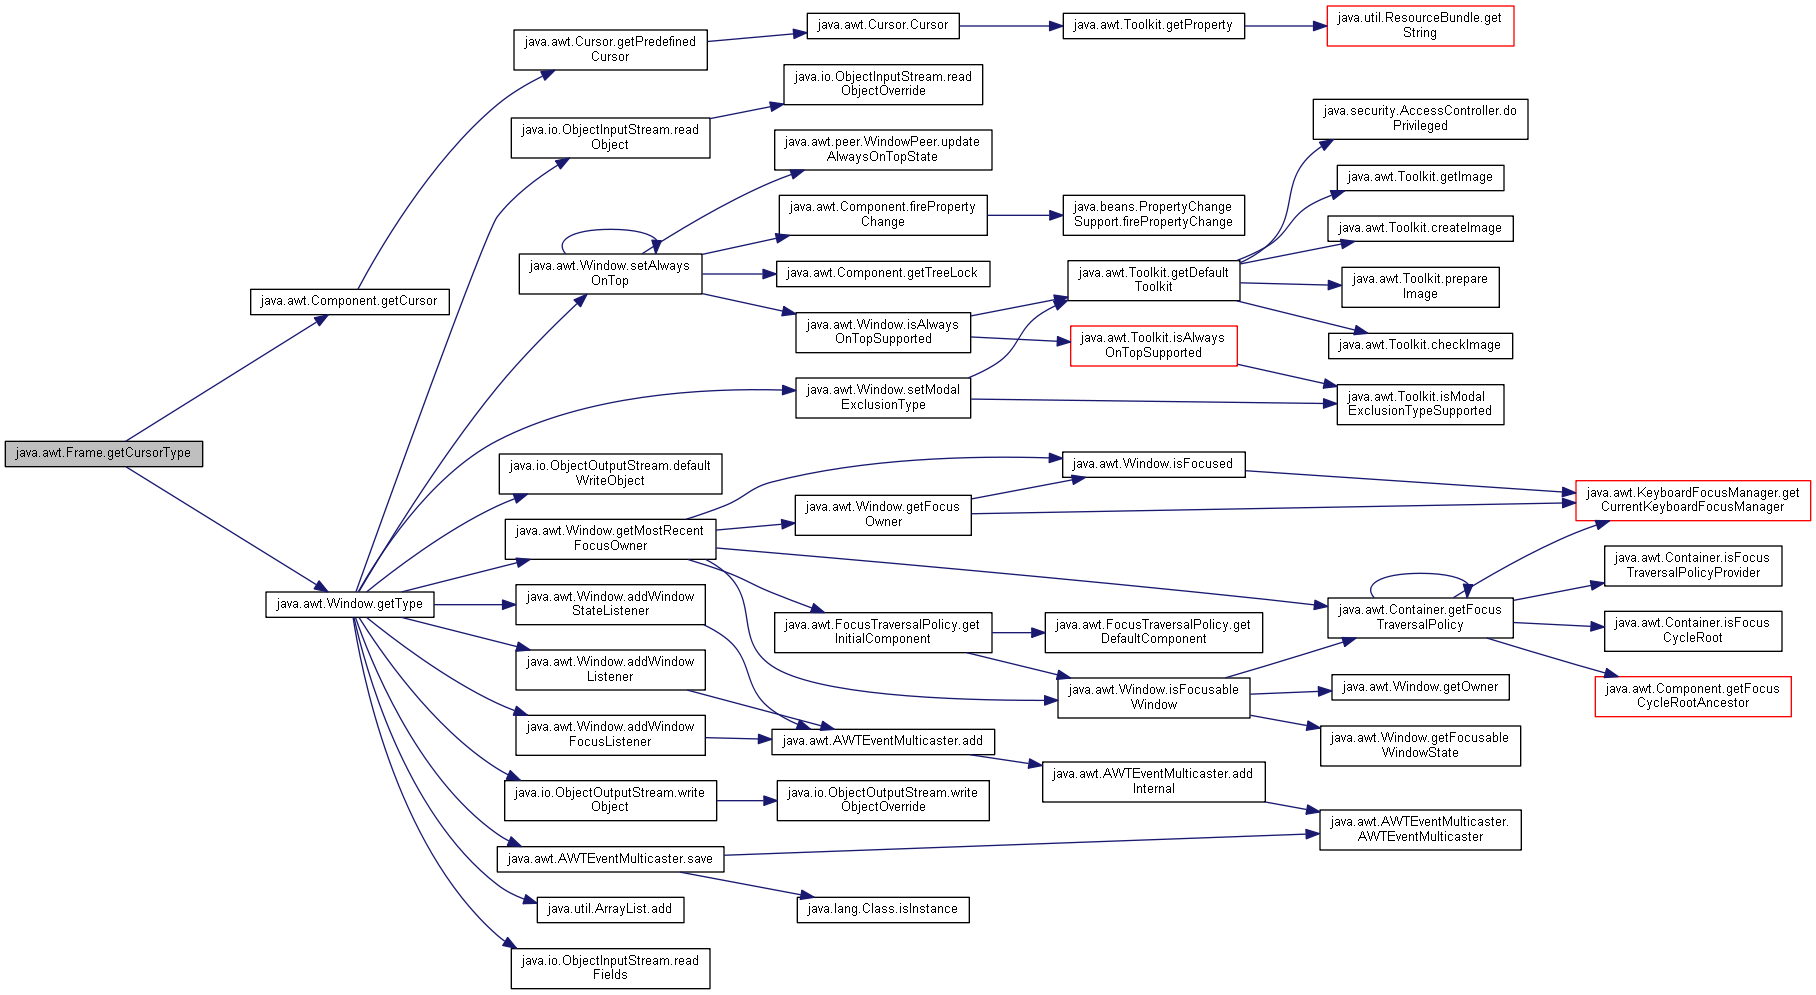 java.awt.Frame.getCursorType
java.awt.Component.getCursor
java.awt.Window.getType
java.awt.Cursor.getPredefined
Cursor
java.io.ObjectInputStream.read
Object
java.awt.Window.setAlways
OnTop
java.io.ObjectOutputStream.default
WriteObject
java.awt.Window.getMostRecent
FocusOwner
java.awt.Window.addWindow
StateListener
java.awt.Window.addWindow
Listener
java.awt.Window.addWindow
FocusListener
java.io.ObjectOutputStream.write
Object
java.awt.AWTEventMulticaster.save
java.util.ArrayList.add
java.io.ObjectInputStream.read
Fields
java.awt.Cursor.Cursor
java.io.ObjectInputStream.read
ObjectOverride
java.awt.peer.WindowPeer.update
AlwaysOnTopState
java.awt.Component.fireProperty
Change
java.awt.Component.getTreeLock
java.awt.Window.isAlways
OnTopSupported
java.awt.Window.setModal
ExclusionType
java.awt.Window.getFocus
Owner
java.awt.FocusTraversalPolicy.get
InitialComponent
java.awt.AWTEventMulticaster.add
java.io.ObjectOutputStream.write
ObjectOverride
java.lang.Class.isInstance
java.awt.Toolkit.getProperty
java.beans.PropertyChange
Support.firePropertyChange
java.awt.Toolkit.getDefault
Toolkit
java.awt.Toolkit.isAlways
OnTopSupported
java.awt.Window.isFocused
java.awt.FocusTraversalPolicy.get
DefaultComponent
java.awt.Window.isFocusable
Window
java.awt.AWTEventMulticaster.add
Internal
java.util.ResourceBundle.get
String
java.security.AccessController.do
Privileged
java.awt.Toolkit.getImage
java.awt.Toolkit.createImage
java.awt.Toolkit.prepare
Image
java.awt.Toolkit.checkImage
java.awt.Toolkit.isModal
ExclusionTypeSupported
java.awt.Container.getFocus
TraversalPolicy
java.awt.Window.getOwner
java.awt.Window.getFocusable
WindowState
java.awt.AWTEventMulticaster.
AWTEventMulticaster
java.awt.KeyboardFocusManager.get
CurrentKeyboardFocusManager
java.awt.Container.isFocus
TraversalPolicyProvider
java.awt.Container.isFocus
CycleRoot
java.awt.Component.getFocus
CycleRootAncestor